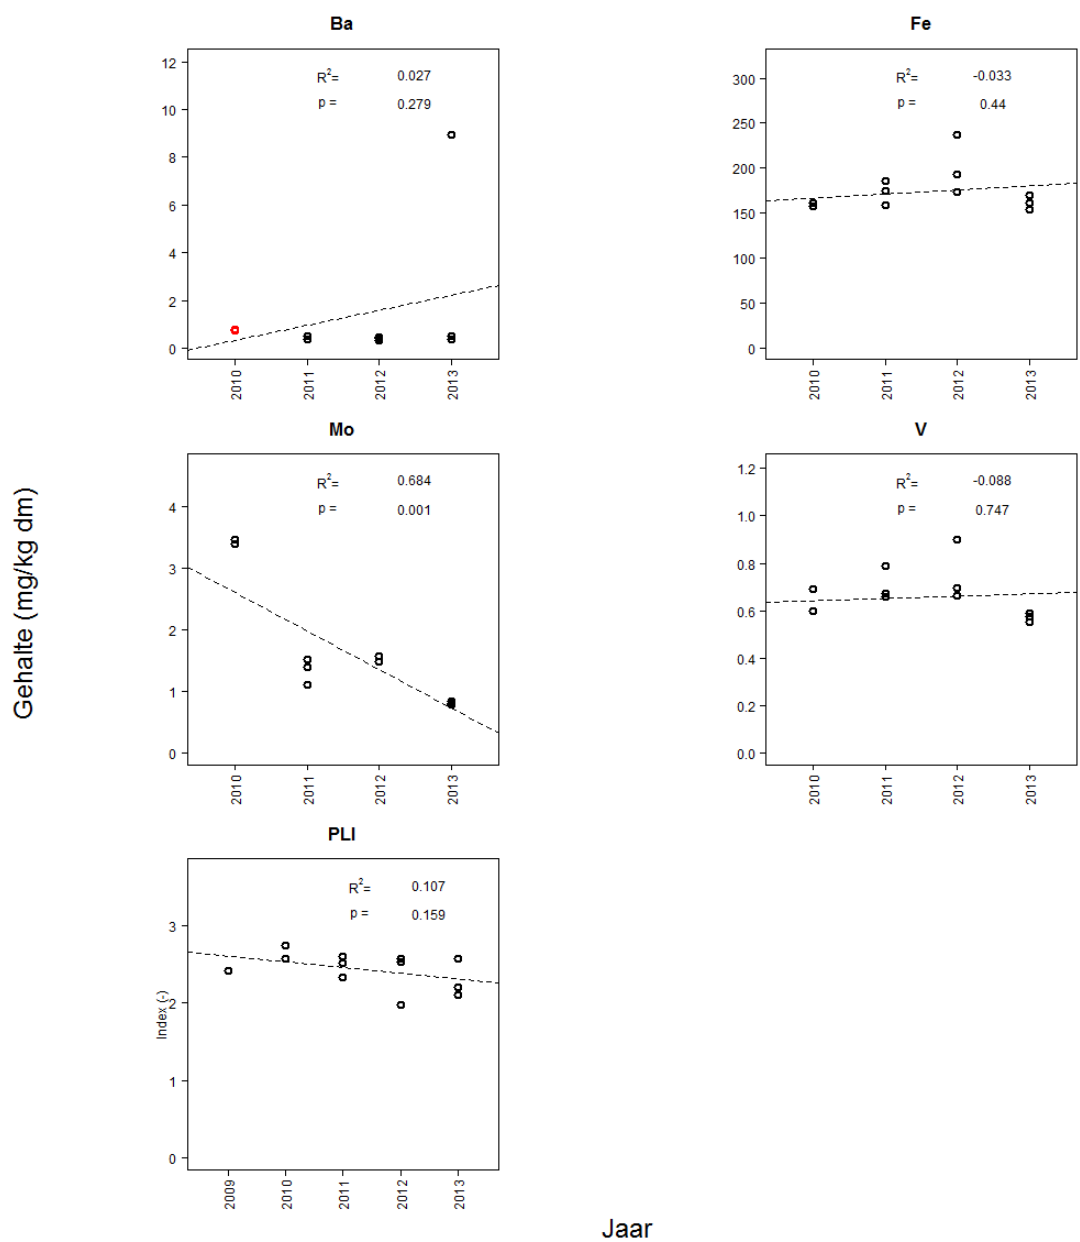 Ba
R2= 0.027
p = 0.279
12
10
8
6
4
2
0
2010
2011
2012
2013
Fe
R2= -0.033
p = 0.44
300
250
200
150
100
50
0
2010
2011
2012
2013
Gehalte (mg/kg dm)
Mo
R2= 0.684
p = 0.001
4
3
2
1
0
2010
2011
2012
2013
V
R2= -0.088
p = 0.747
1.2
1.0
0.8
0.6
0.4
0.2
0.0
2010
2011
2012
2013
PLI
R2= 0.107
p = 0.159
Index (-)
3
2
1
0
2009
2010
2011
2012
2013
Jaar